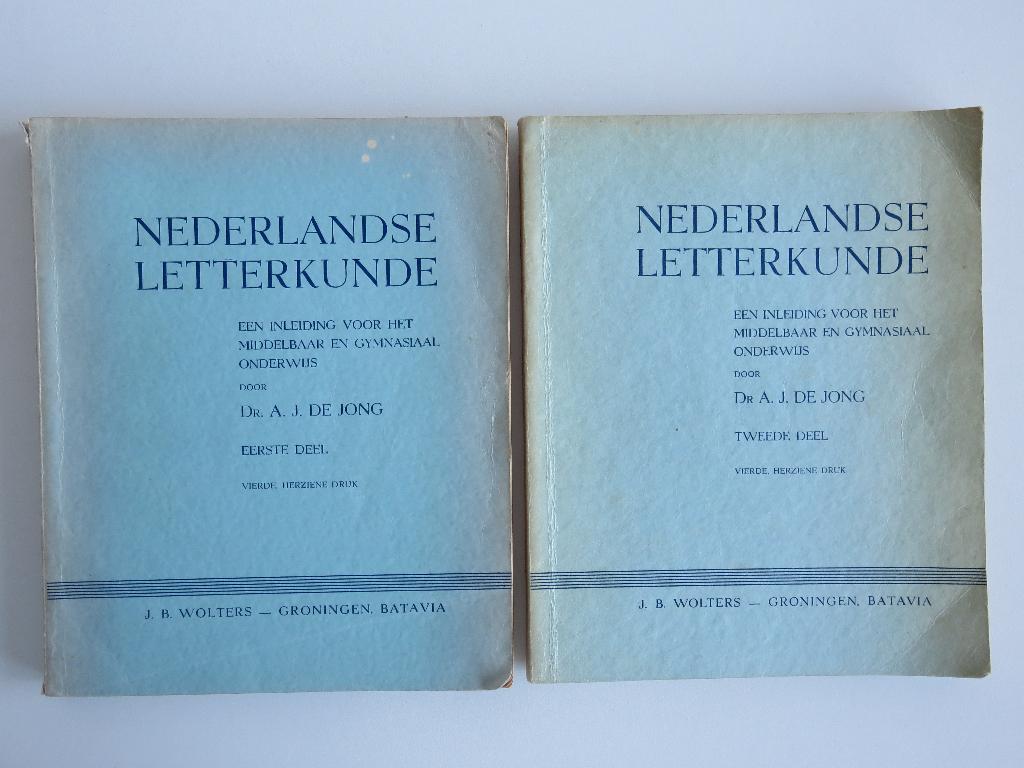 NEDERLANDSE
LETTERKUNDE
EEN INLEIDING VOOR HET
MIDDELBAAR EN GYMNASIAAL
ONDERWIJS
DOOR
DR. A. J. DE JONG
EERSTE DEEL
VIERDE, HERZIENE DRUK
J. B. WOLTERS — GRONINGEN, BATAVIA
NEDERLANDSE
LETTERKUNDE
EEN INLEIDING VOOR HET
MIDDELBAAR EN GYMNASIAAL
ONDERWIJS
DOOR
DR A. J. DE JONG
TWEEDE DEEL
VIERDE, HERZIENE DRUK
J. B. WOLTERS — GRONINGEN, BATAVIA